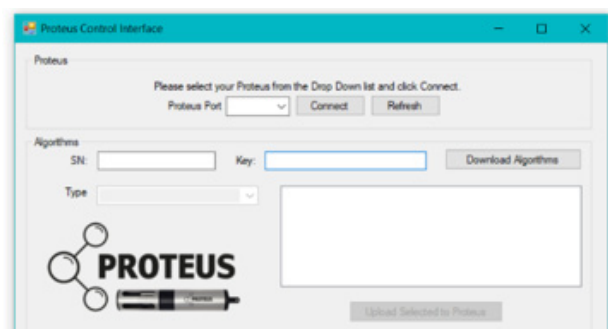 Proteus Control Interface
Proteus
Please select your Proteus from the Drop Down list and click Connect.
Proteus Port
Connect
Refresh
Algorithms
SN:
Key:
Download Algorithms
Type
PROTEUS
PROTEUS
Upload Selected to Proteus